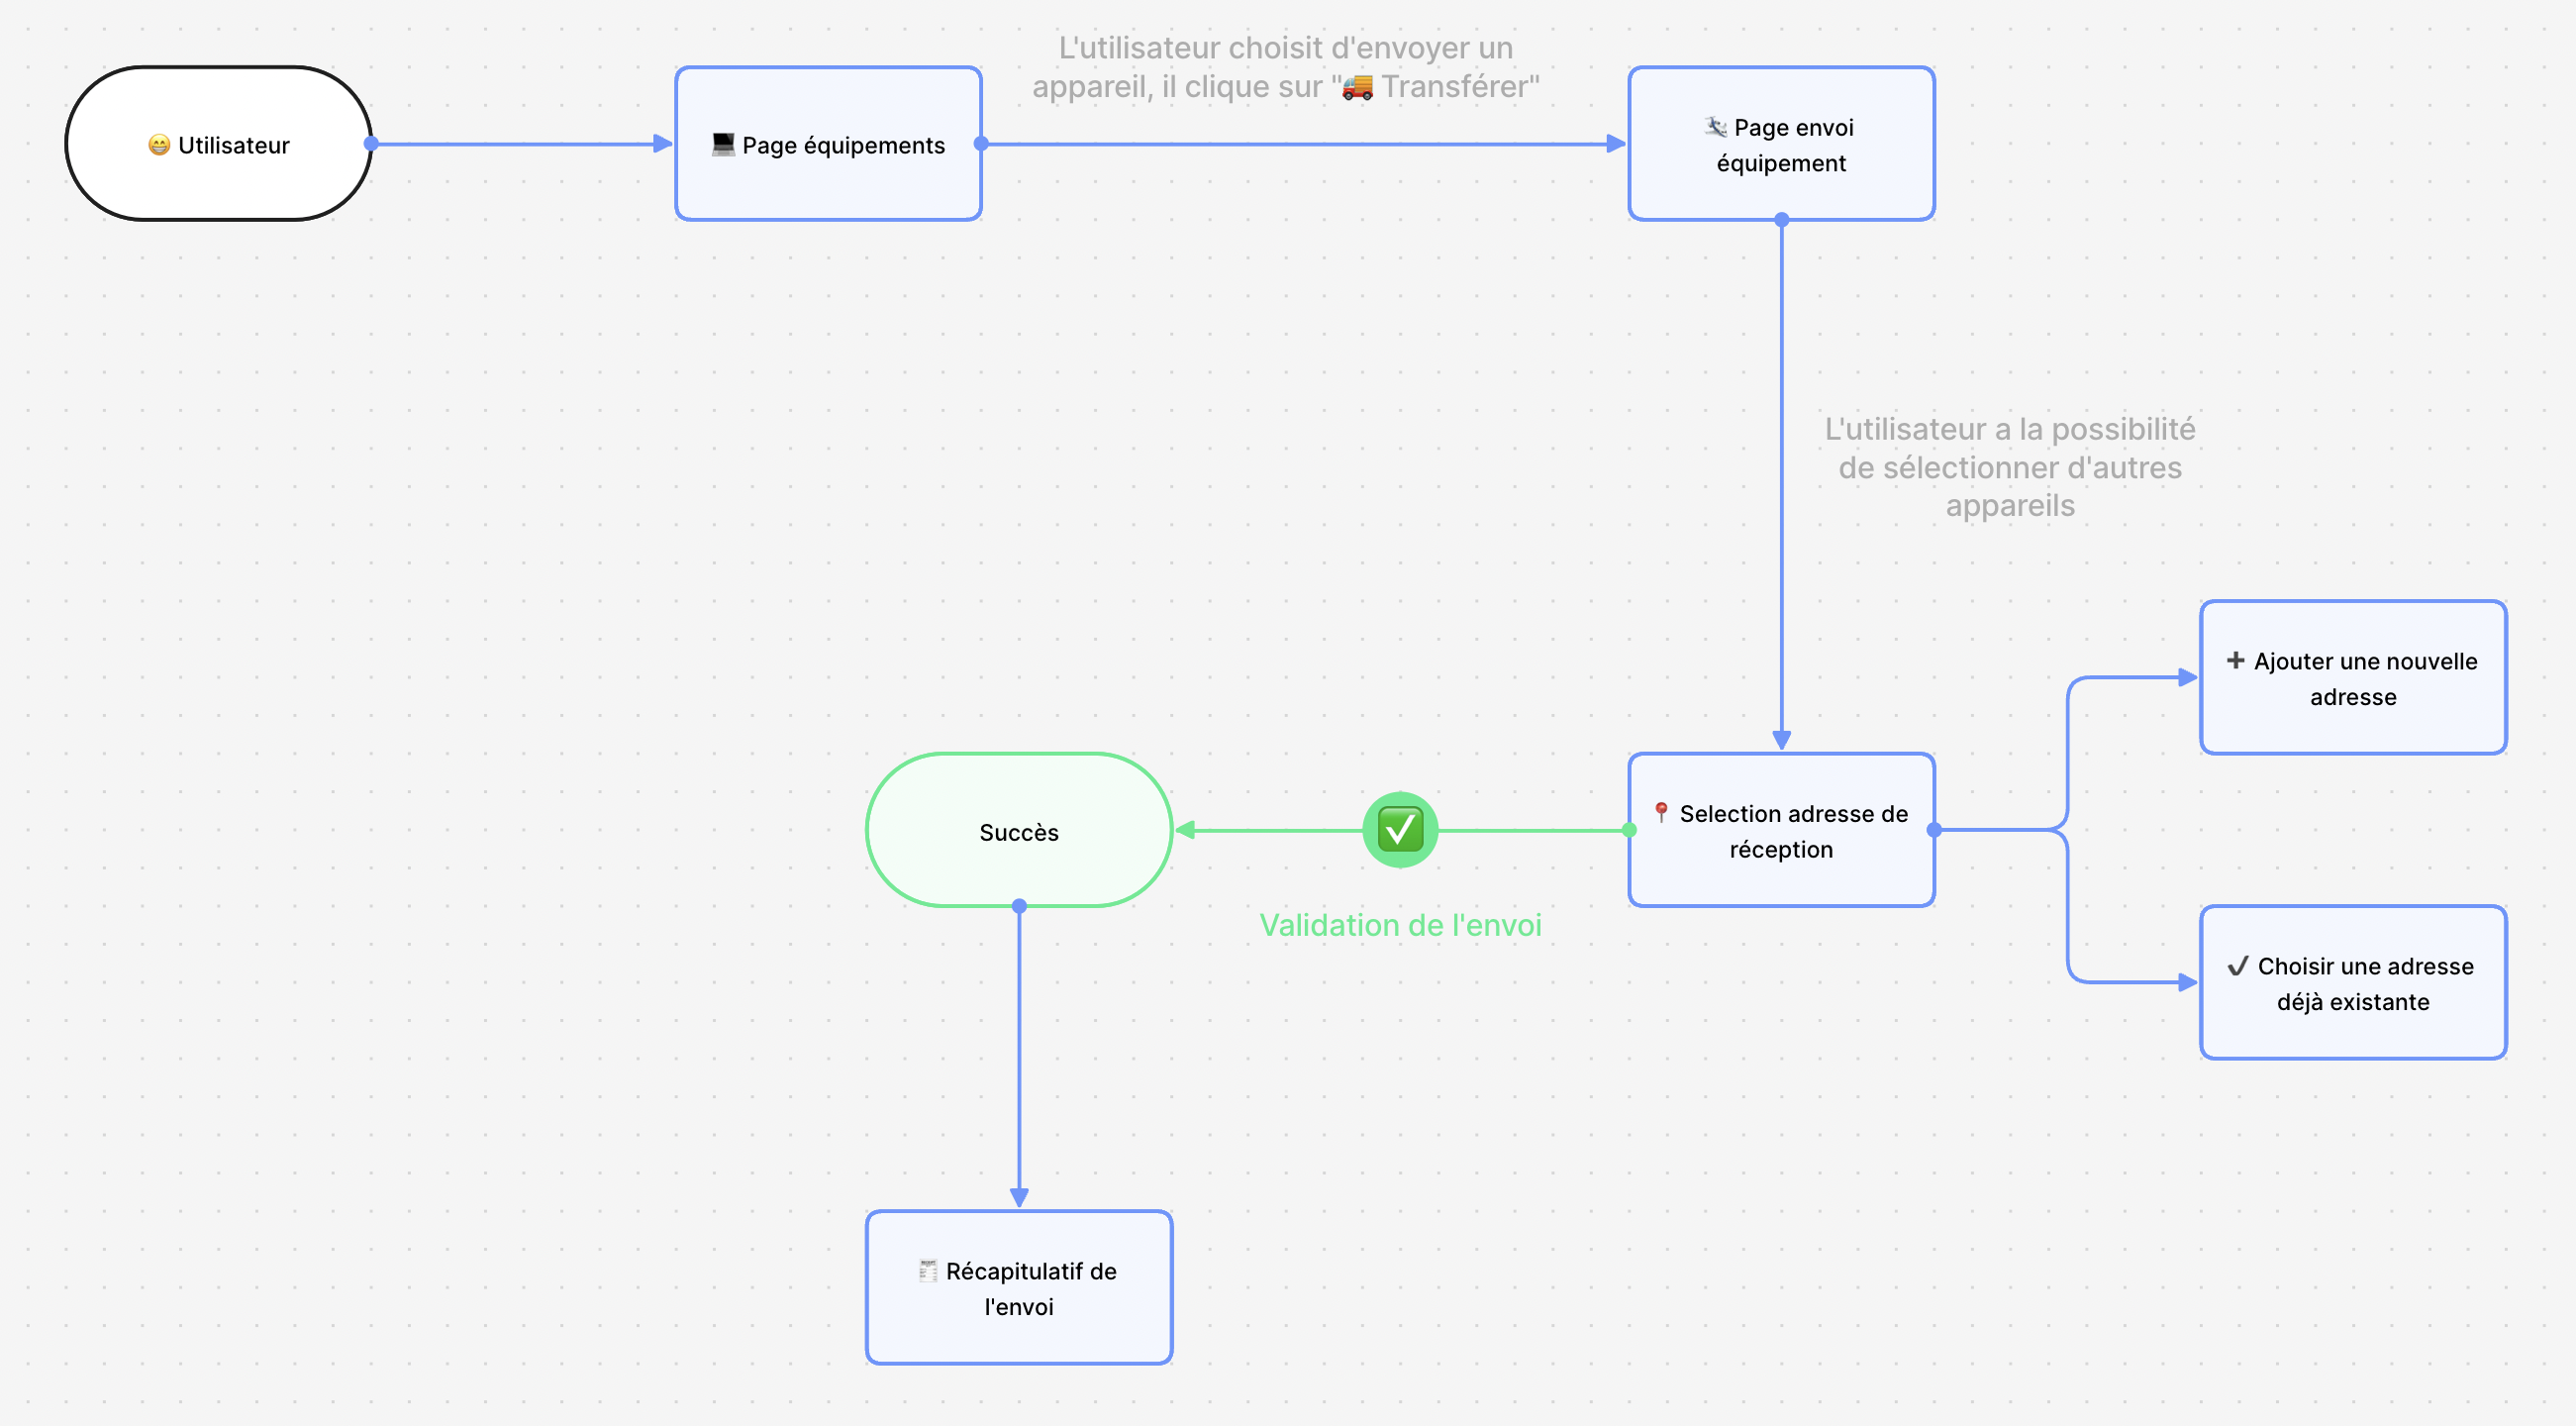 L'utilisateur choisit d'envoyer un
appareil, il clique sur "🚚 Transférer"
😁 Utilisateur
💻 Page équipements
🛬 Page envoi
équipement
L'utilisateur a la possibilité
de sélectionner d'autres
appareils
➕ Ajouter une nouvelle
adresse
Succès
✅
📍 Selection adresse de
réception
Validation de l'envoi
✔️ Choisir une adresse
déjà existante
🧾 Récapitulatif de
l'envoi